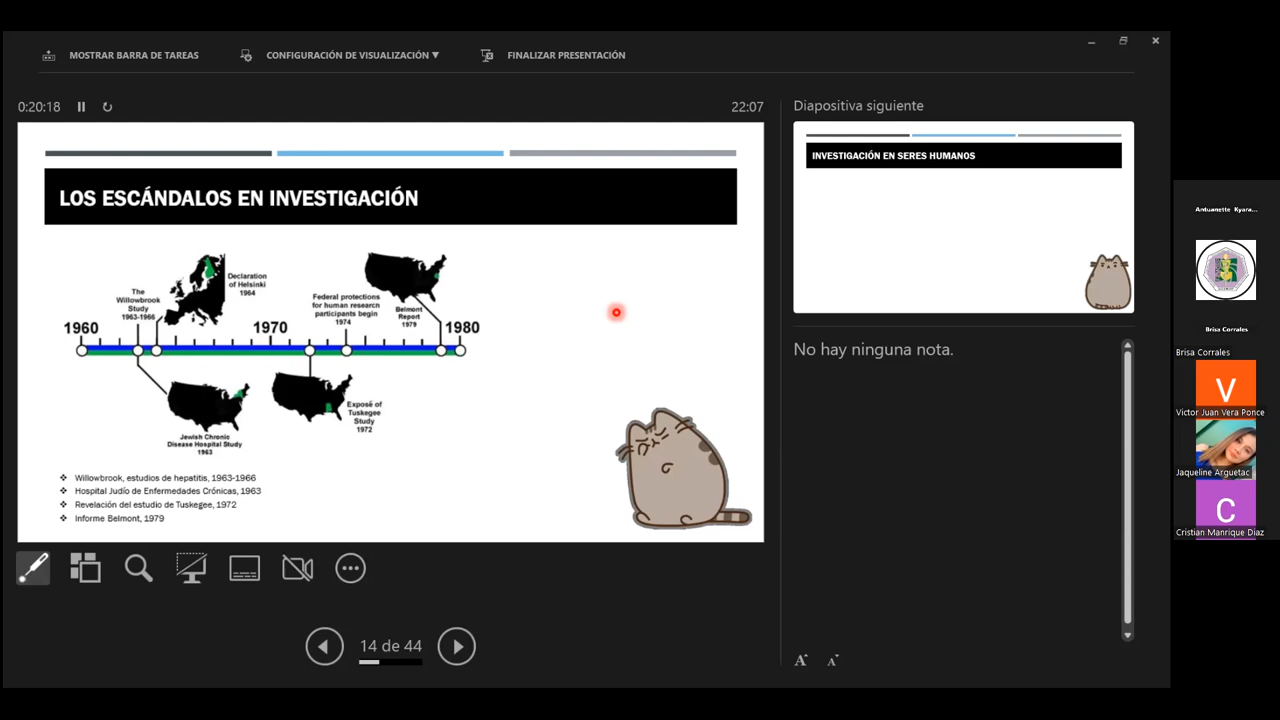 MOSTRAR BARRA DE TAREAS
CONFIGURACIÓN DE VISUALIZACIÓN ▼
FINALIZAR PRESENTACIÓN
0:20:18
22:07
LOS ESCÁNDALOS EN INVESTIGACIÓN
The
Willowbrook
Study
1963-1966
Declaration
of Helsinki
1964
Federal protections
for human research
participants begin
1974
Belmont
Report
1979
1960
1970
1980
Jewish Chronic
Disease Hospital Study
1963
Exposé of
Tuskegee
Study
1972
❖ Willowbrook, estudios de hepatitis, 1963-1966
❖ Hospital Judío de Enfermedades Crónicas, 1963
❖ Revelación del estudio de Tuskegee, 1972
❖ Informe Belmont, 1979
14 de 44
Diapositiva siguiente
INVESTIGACIÓN EN SERES HUMANOS
No hay ninguna nota.
A A
Antuanette Kyara...
Brisa Corrales
Brisa Corrales
V
Victor Juan Vera Ponce
Jaqueline Arguetac
C
Cristian Manrique Diaz